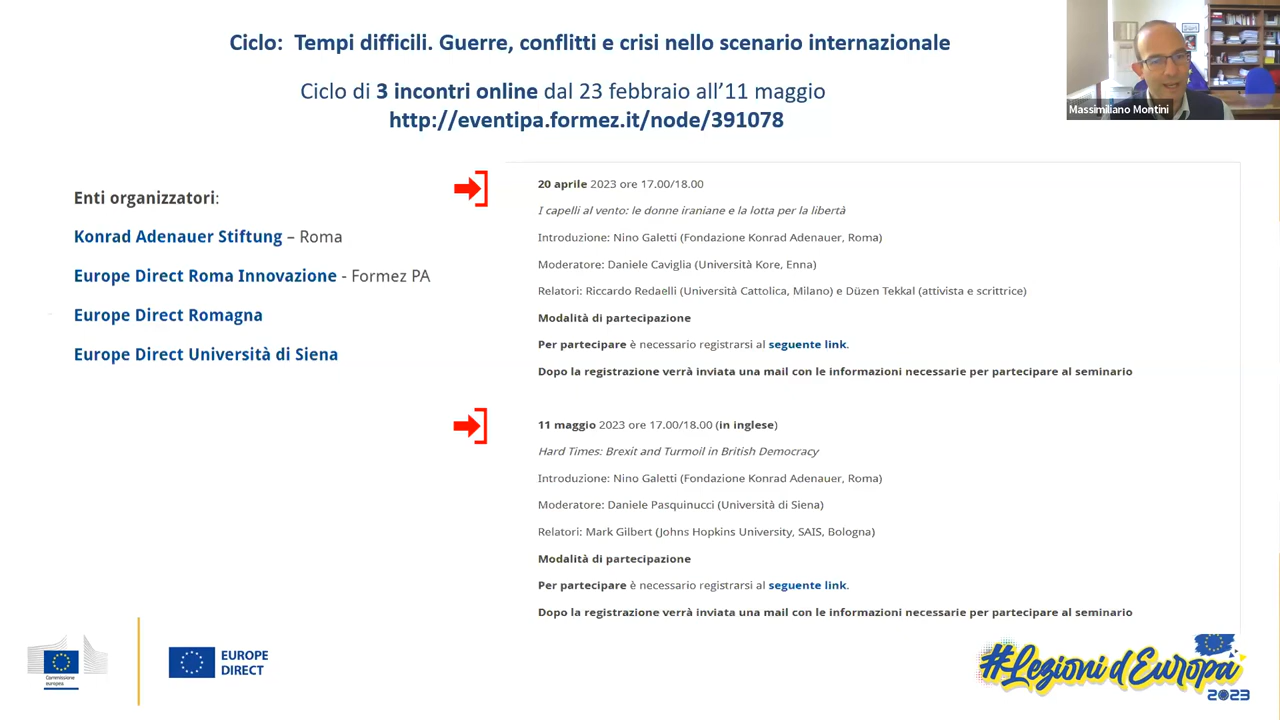 Ciclo: Tempi difficili. Guerre, conflitti e crisi nello scenario internazionale
Ciclo di 3 incontri online dal 23 febbraio all’11 maggio
http://eventipa.formez.it/node/391078
Massimiliano Montini
Enti organizzatori:
Konrad Adenauer Stiftung – Roma
Europe Direct Roma Innovazione - Formez PA
Europe Direct Romagna
Europe Direct Università di Siena
20 aprile 2023 ore 17.00/18.00
I capelli al vento: le donne iraniane e la lotta per la libertà
Introduzione: Nino Galetti (Fondazione Konrad Adenauer, Roma)
Moderatore: Daniele Caviglia (Università Kore, Enna)
Relatori: Riccardo Redaelli (Università Cattolica, Milano) e Düzen Tekkal (attivista e scrittrice)
Modalità di partecipazione
Per partecipare è necessario registrarsi al seguente link.
Dopo la registrazione verrà inviata una mail con le informazioni necessarie per partecipare al seminario
11 maggio 2023 ore 17.00/18.00 (in inglese)
Hard Times: Brexit and Turmoil in British Democracy
Introduzione: Nino Galetti (Fondazione Konrad Adenauer, Roma)
Moderatore: Daniele Pasquinucci (Università di Siena)
Relatori: Mark Gilbert (Johns Hopkins University, SAIS, Bologna)
Modalità di partecipazione
Per partecipare è necessario registrarsi al seguente link.
Dopo la registrazione verrà inviata una mail con le informazioni necessarie per partecipare al seminario
Commissione
europea
EUROPE
DIRECT
#Lezioni d'Europa
2023